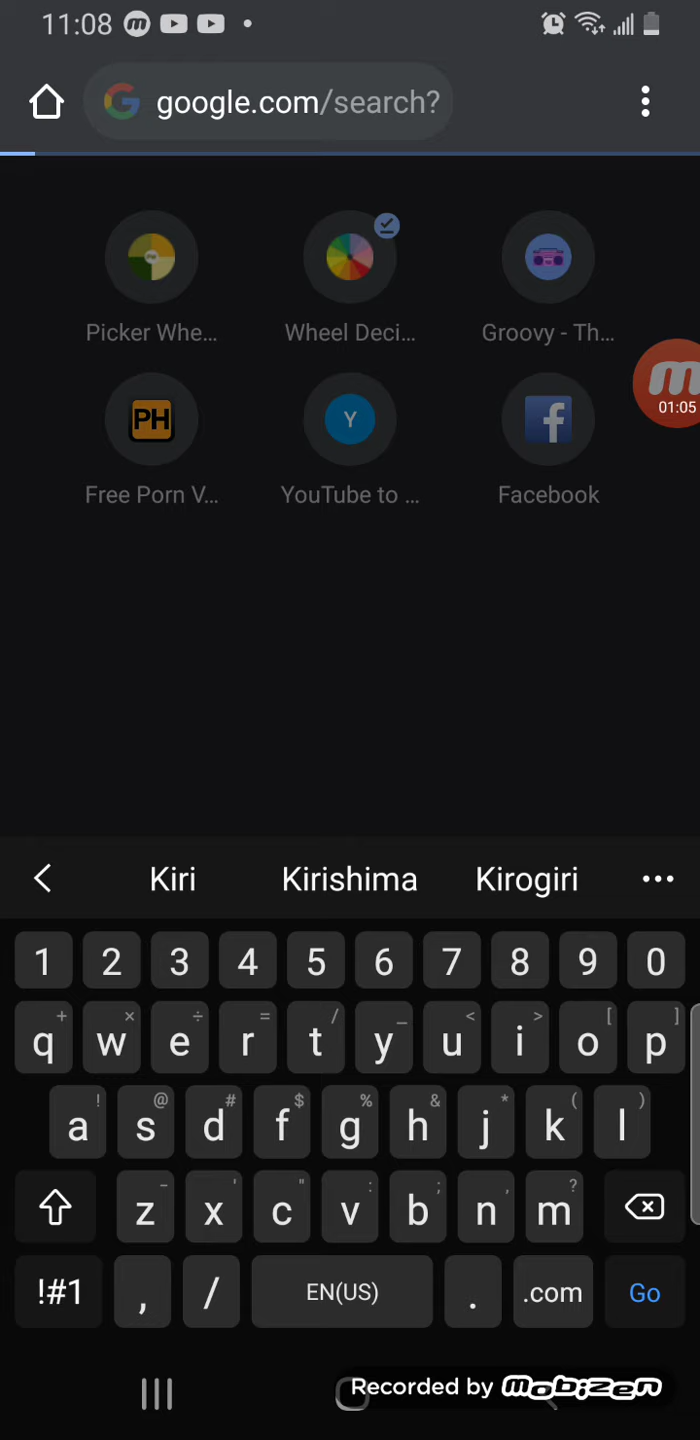 11:08
google.com/search?
Picker Whe...
Wheel Deci...
Groovy - Th...
01:05
PH
Y
Free Porn V...
YouTube to ...
Facebook
Kiri Kirishima Kirogiri
1 2 3 4 5 6 7 8 9 0
+ × ÷ = / _ < > [ ]
q w e r t y u i o p
! @ # $ % & * ( )
a s d f g h j k l
- ' " : ; , ?
z x c v b n m
!#1 , / EN(US) . .com Go
Recorded by mobizen